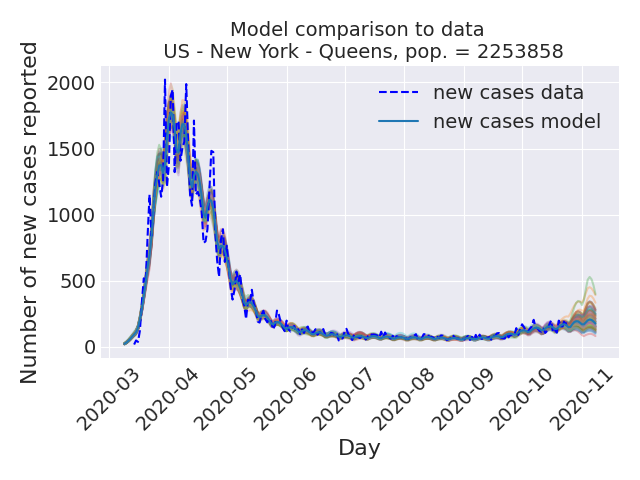 Model comparison to data
US - New York - Queens, pop. = 2253858
Number of new cases reported
2000
1500
1000
500
0
new cases data
new cases model
2020-03
2020-04
2020-05
2020-06
2020-07
2020-08
2020-09
2020-10
2020-11
Day